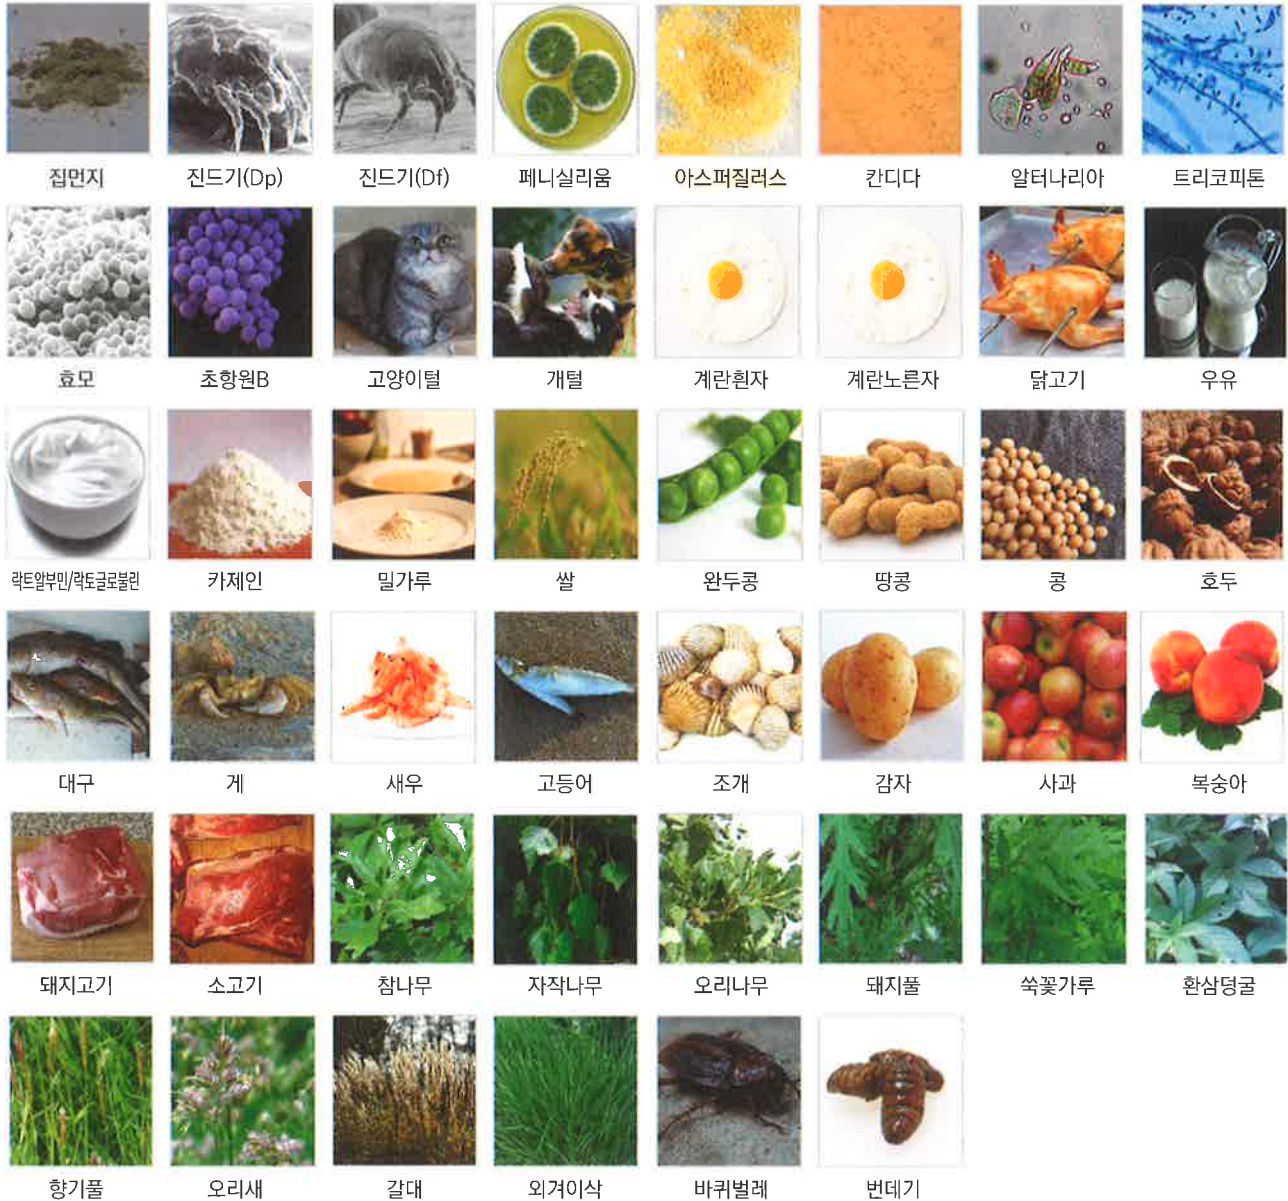 집먼지 진드기(Dp) 진드기(Df) 페니실리움 아스퍼질러스 칸디다 알터나리아 트리코피톤
효모 초항원B 고양이털 개털 계란흰자 계란노른자 닭고기 우유
락트알부민/락토글로불린 카제인 밀가루 쌀 완두콩 땅콩 콩 호두
대구 게 새우 고등어 조개 감자 사과 복숭아
돼지고기 소고기 참나무 자작나무 오리나무 돼지풀 쑥꽃가루 환삼덩굴
향기풀 오리새 갈대 외겨이삭 바퀴벌레 번데기